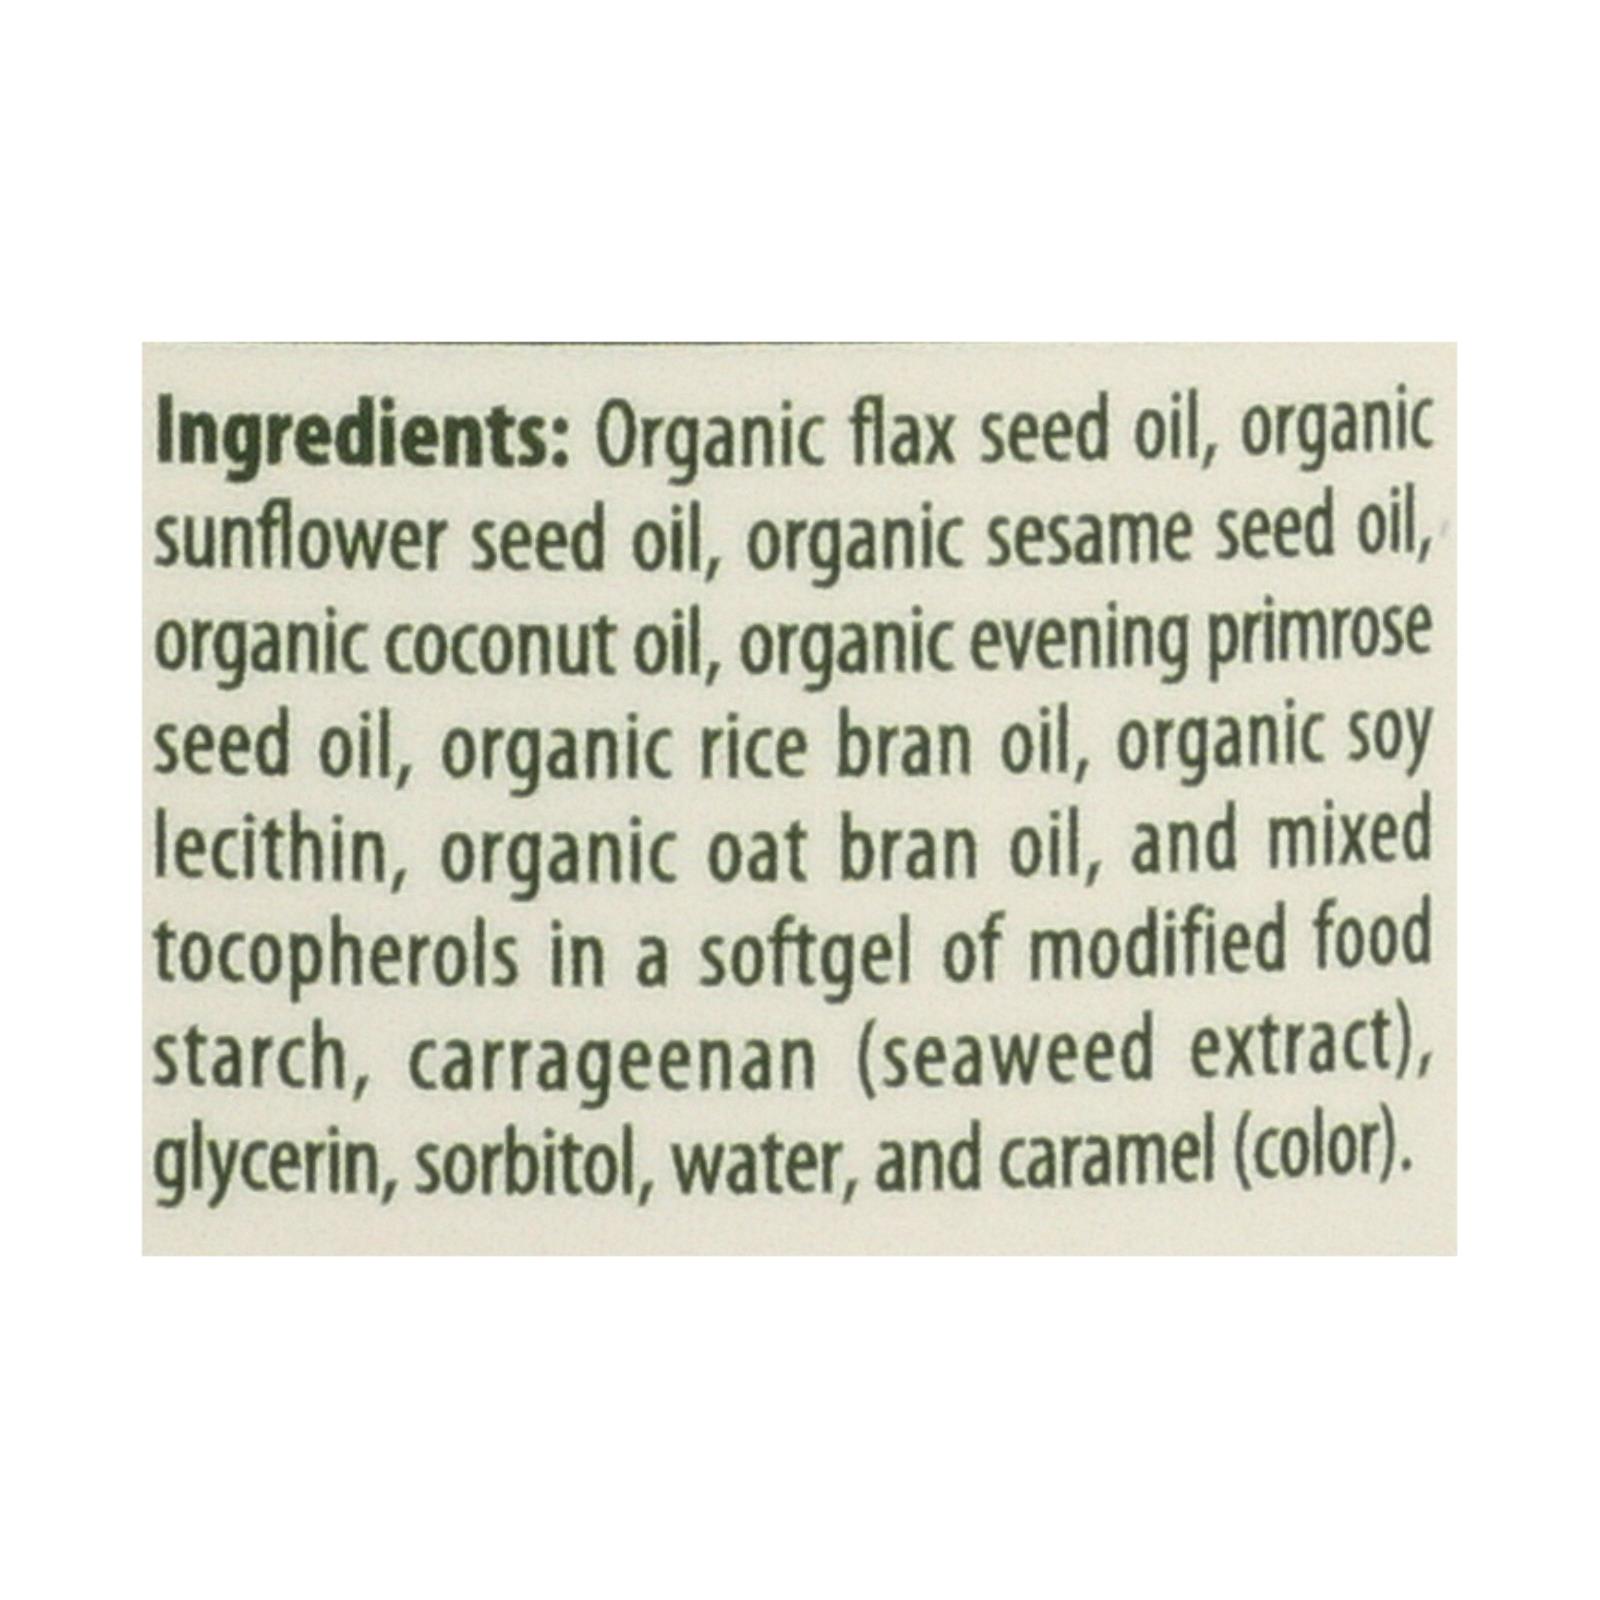 Ingredients: Organic flax seed oil, organic
sunflower seed oil, organic sesame seed oil,
organic coconut oil, organic evening primrose
seed oil, organic rice bran oil, organic soy
lecithin, organic oat bran oil, and mixed
tocopherols in a softgel of modified food
starch, carrageenan (seaweed extract),
glycerin, sorbitol, water, and caramel (color).